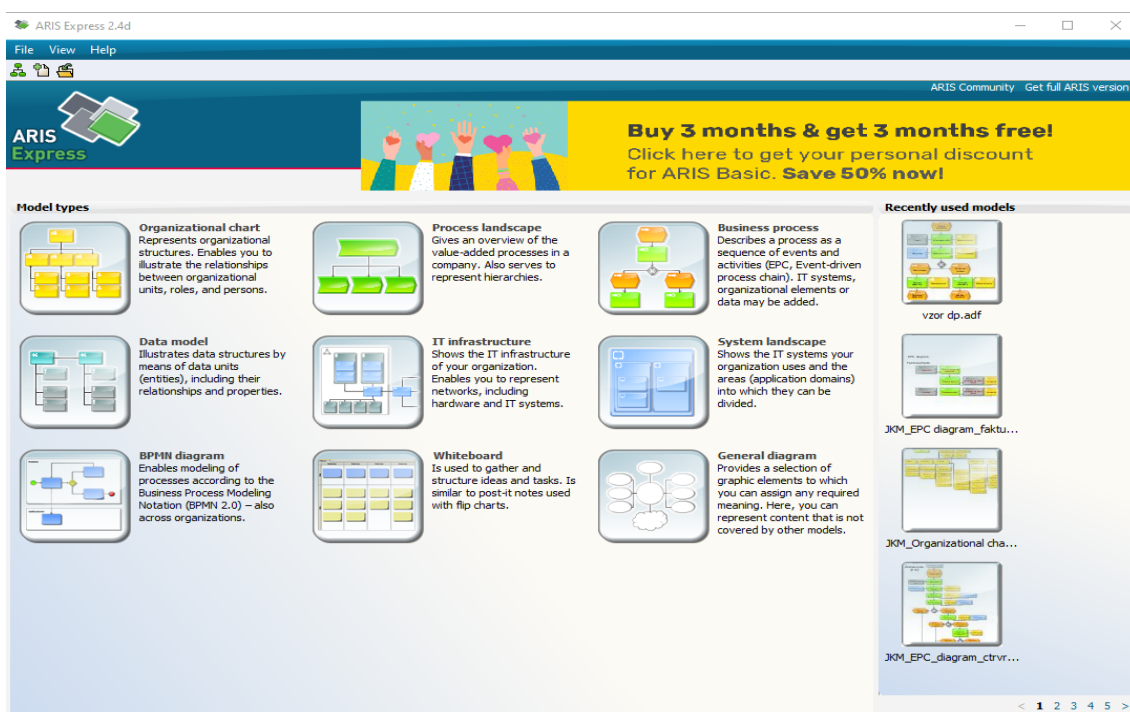 ARIS Express 2.4d
File View Help
ARIS Community Get full ARIS version
ARIS
Express
Buy 3 months & get 3 months free!
Click here to get your personal discount
for ARIS Basic. Save 50% now!
Model types
Organizational chart
Represents organizational
structures. Enables you to
illustrate the relationships
between organizational
units, roles, and persons.
Process landscape
Gives an overview of the
value-added processes in a
company. Also serves to
represent hierarchies.
Business process
Describes a process as a
sequence of events and
activities (EPC, Event-driven
process chain). IT systems,
organizational elements or
data may be added.
Data model
Illustrates data structures by
means of data units
(entities), including their
relationships and properties.
IT infrastructure
Shows the IT infrastructure
of your organization.
Enables you to represent
networks, including
hardware and IT systems.
System landscape
Shows the IT systems your
organization uses and the
areas (application domains)
into which they can be
divided.
BPMN diagram
Enables modeling of
processes according to the
Business Process Modeling
Notation (BPMN 2.0) – also
across organizations.
Whiteboard
Is used to gather and
structure ideas and tasks. Is
similar to post-it notes used
with flip charts.
General diagram
Provides a selection of
graphic elements to which
you can assign any required
meaning. Here, you can
represent content that is not
covered by other models.
Recently used models
vzor dp.adf
JKM_EPC diagram_faktu...
JKM_Organizational cha...
JKM_EPC_diagram_ctrvr...
< 1 2 3 4 5 >